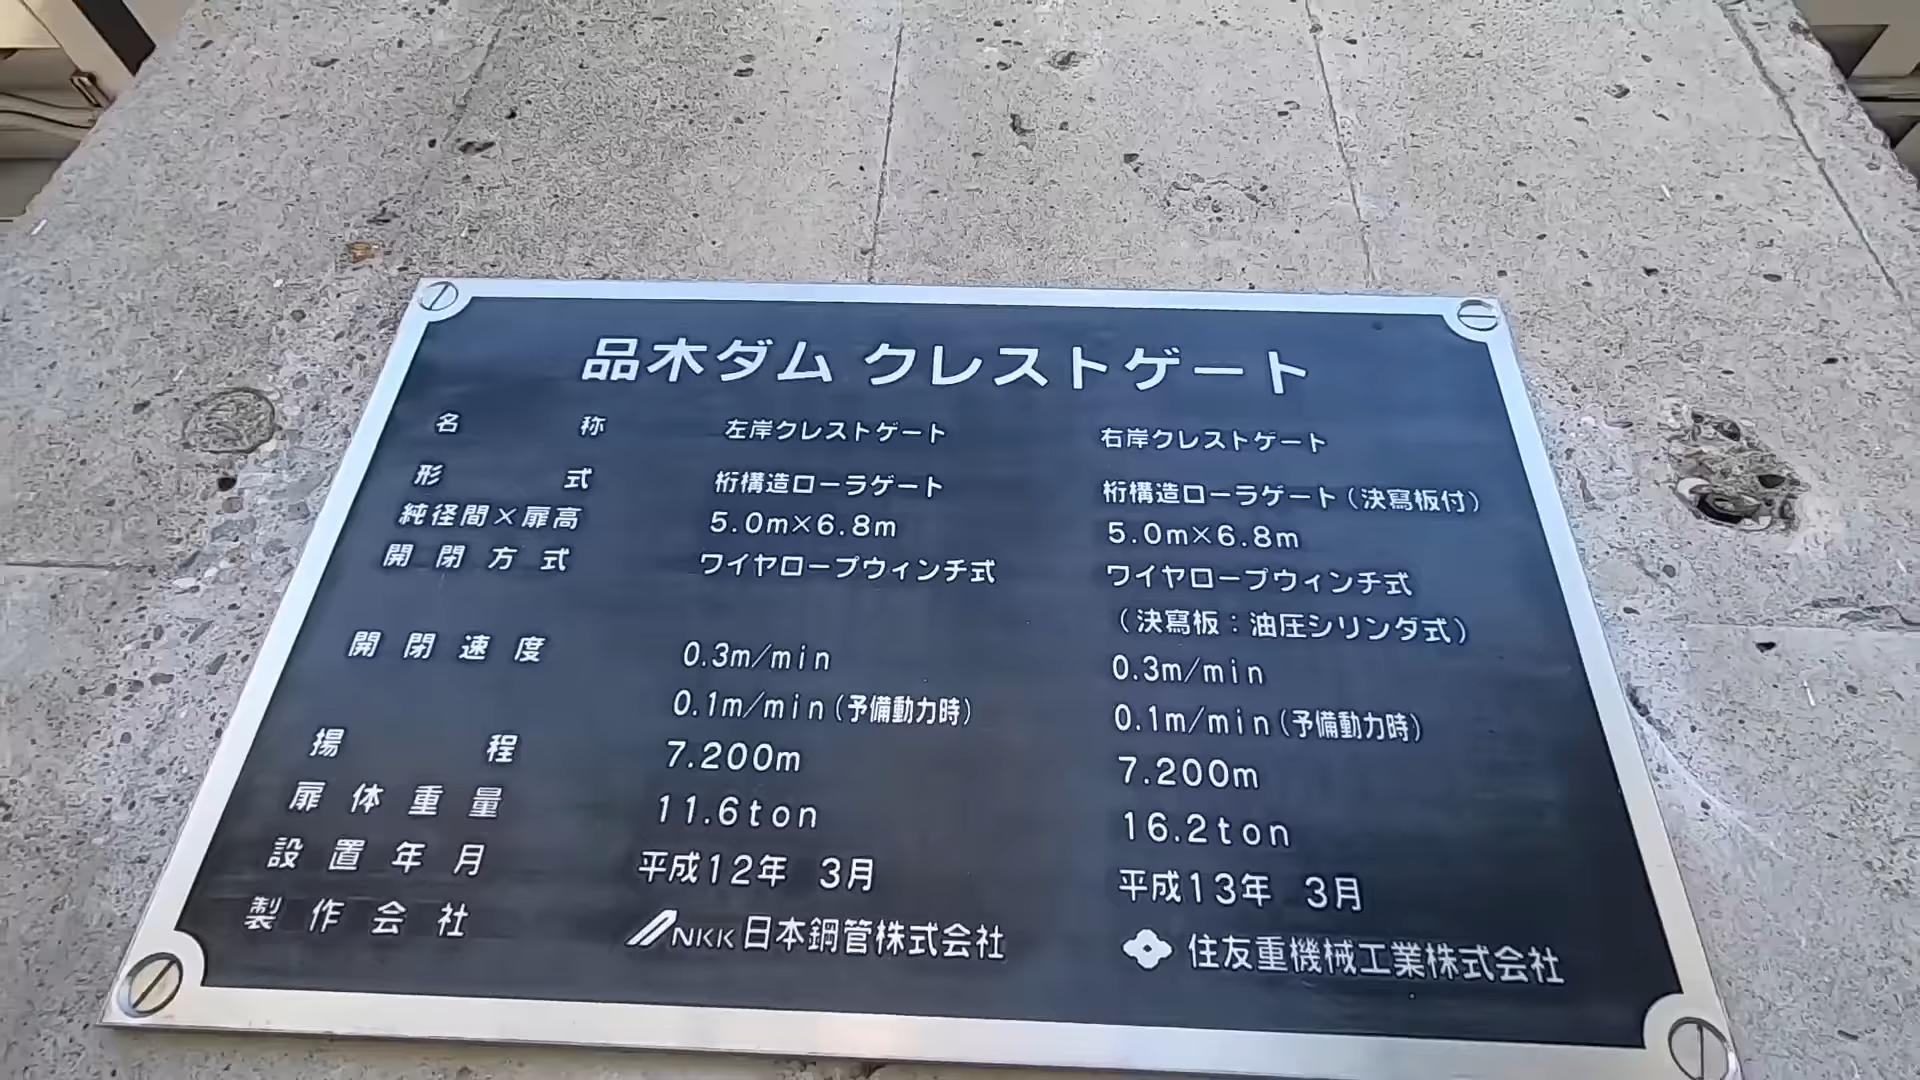 品木ダム クレストゲート
名称 左岸クレストゲート 右岸クレストゲート
形式 桁構造ローラゲート 桁構造ローラゲート(決寫板付)
純径間×扉高 5.0m×6.8m 5.0m×6.8m
開閉方式 ワイヤロープウィンチ式 ワイヤロープウィンチ式
(決寫板:油圧シリンダ式)
開閉速度 0.3m/min 0.3m/min
0.1m/min(予備動力時) 0.1m/min(予備動力時)
揚程 7.200m 7.200m
扉体重量 11.6ton 16.2ton
設置年月 平成12年 3月 平成13年 3月
製作会社 NKK日本鋼管株式会社 住友重機械工業株式会社